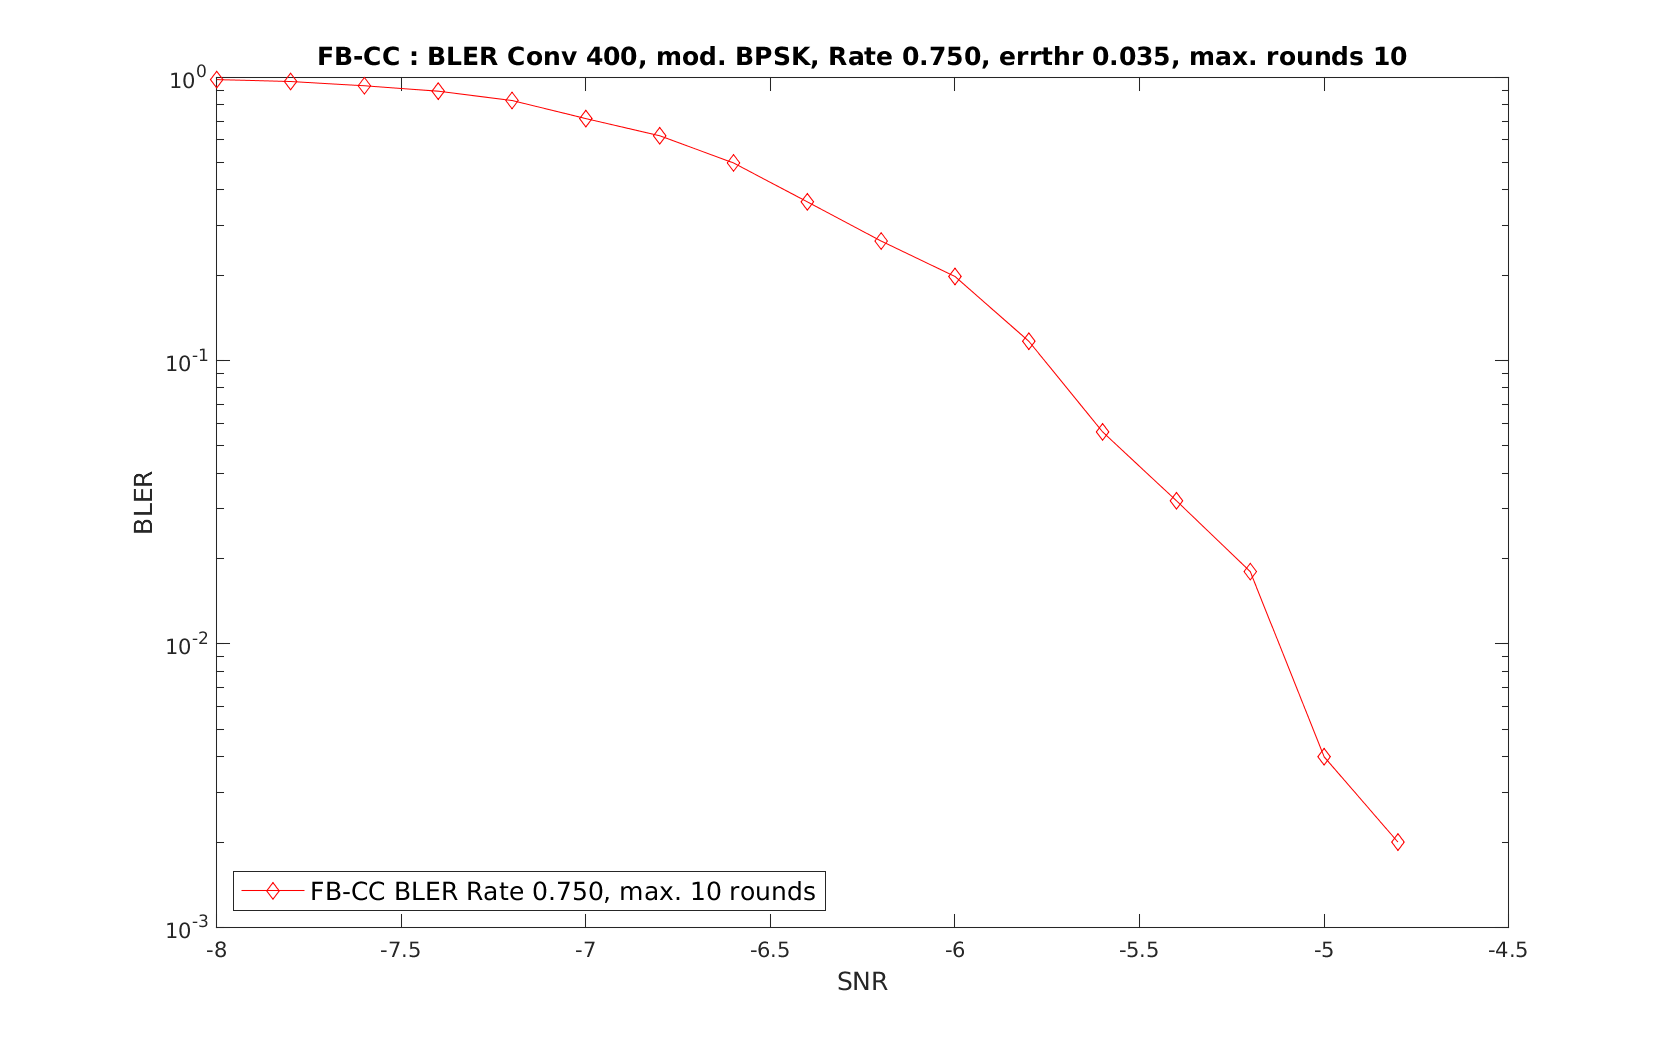 FB-CC : BLER Conv 400, mod. BPSK, Rate 0.750, errthr 0.035, max. rounds 10
10^0
10^-1
10^-2
10^-3
BLER
FB-CC BLER Rate 0.750, max. 10 rounds
-8 -7.5 -7 -6.5 -6 -5.5 -5 -4.5
SNR